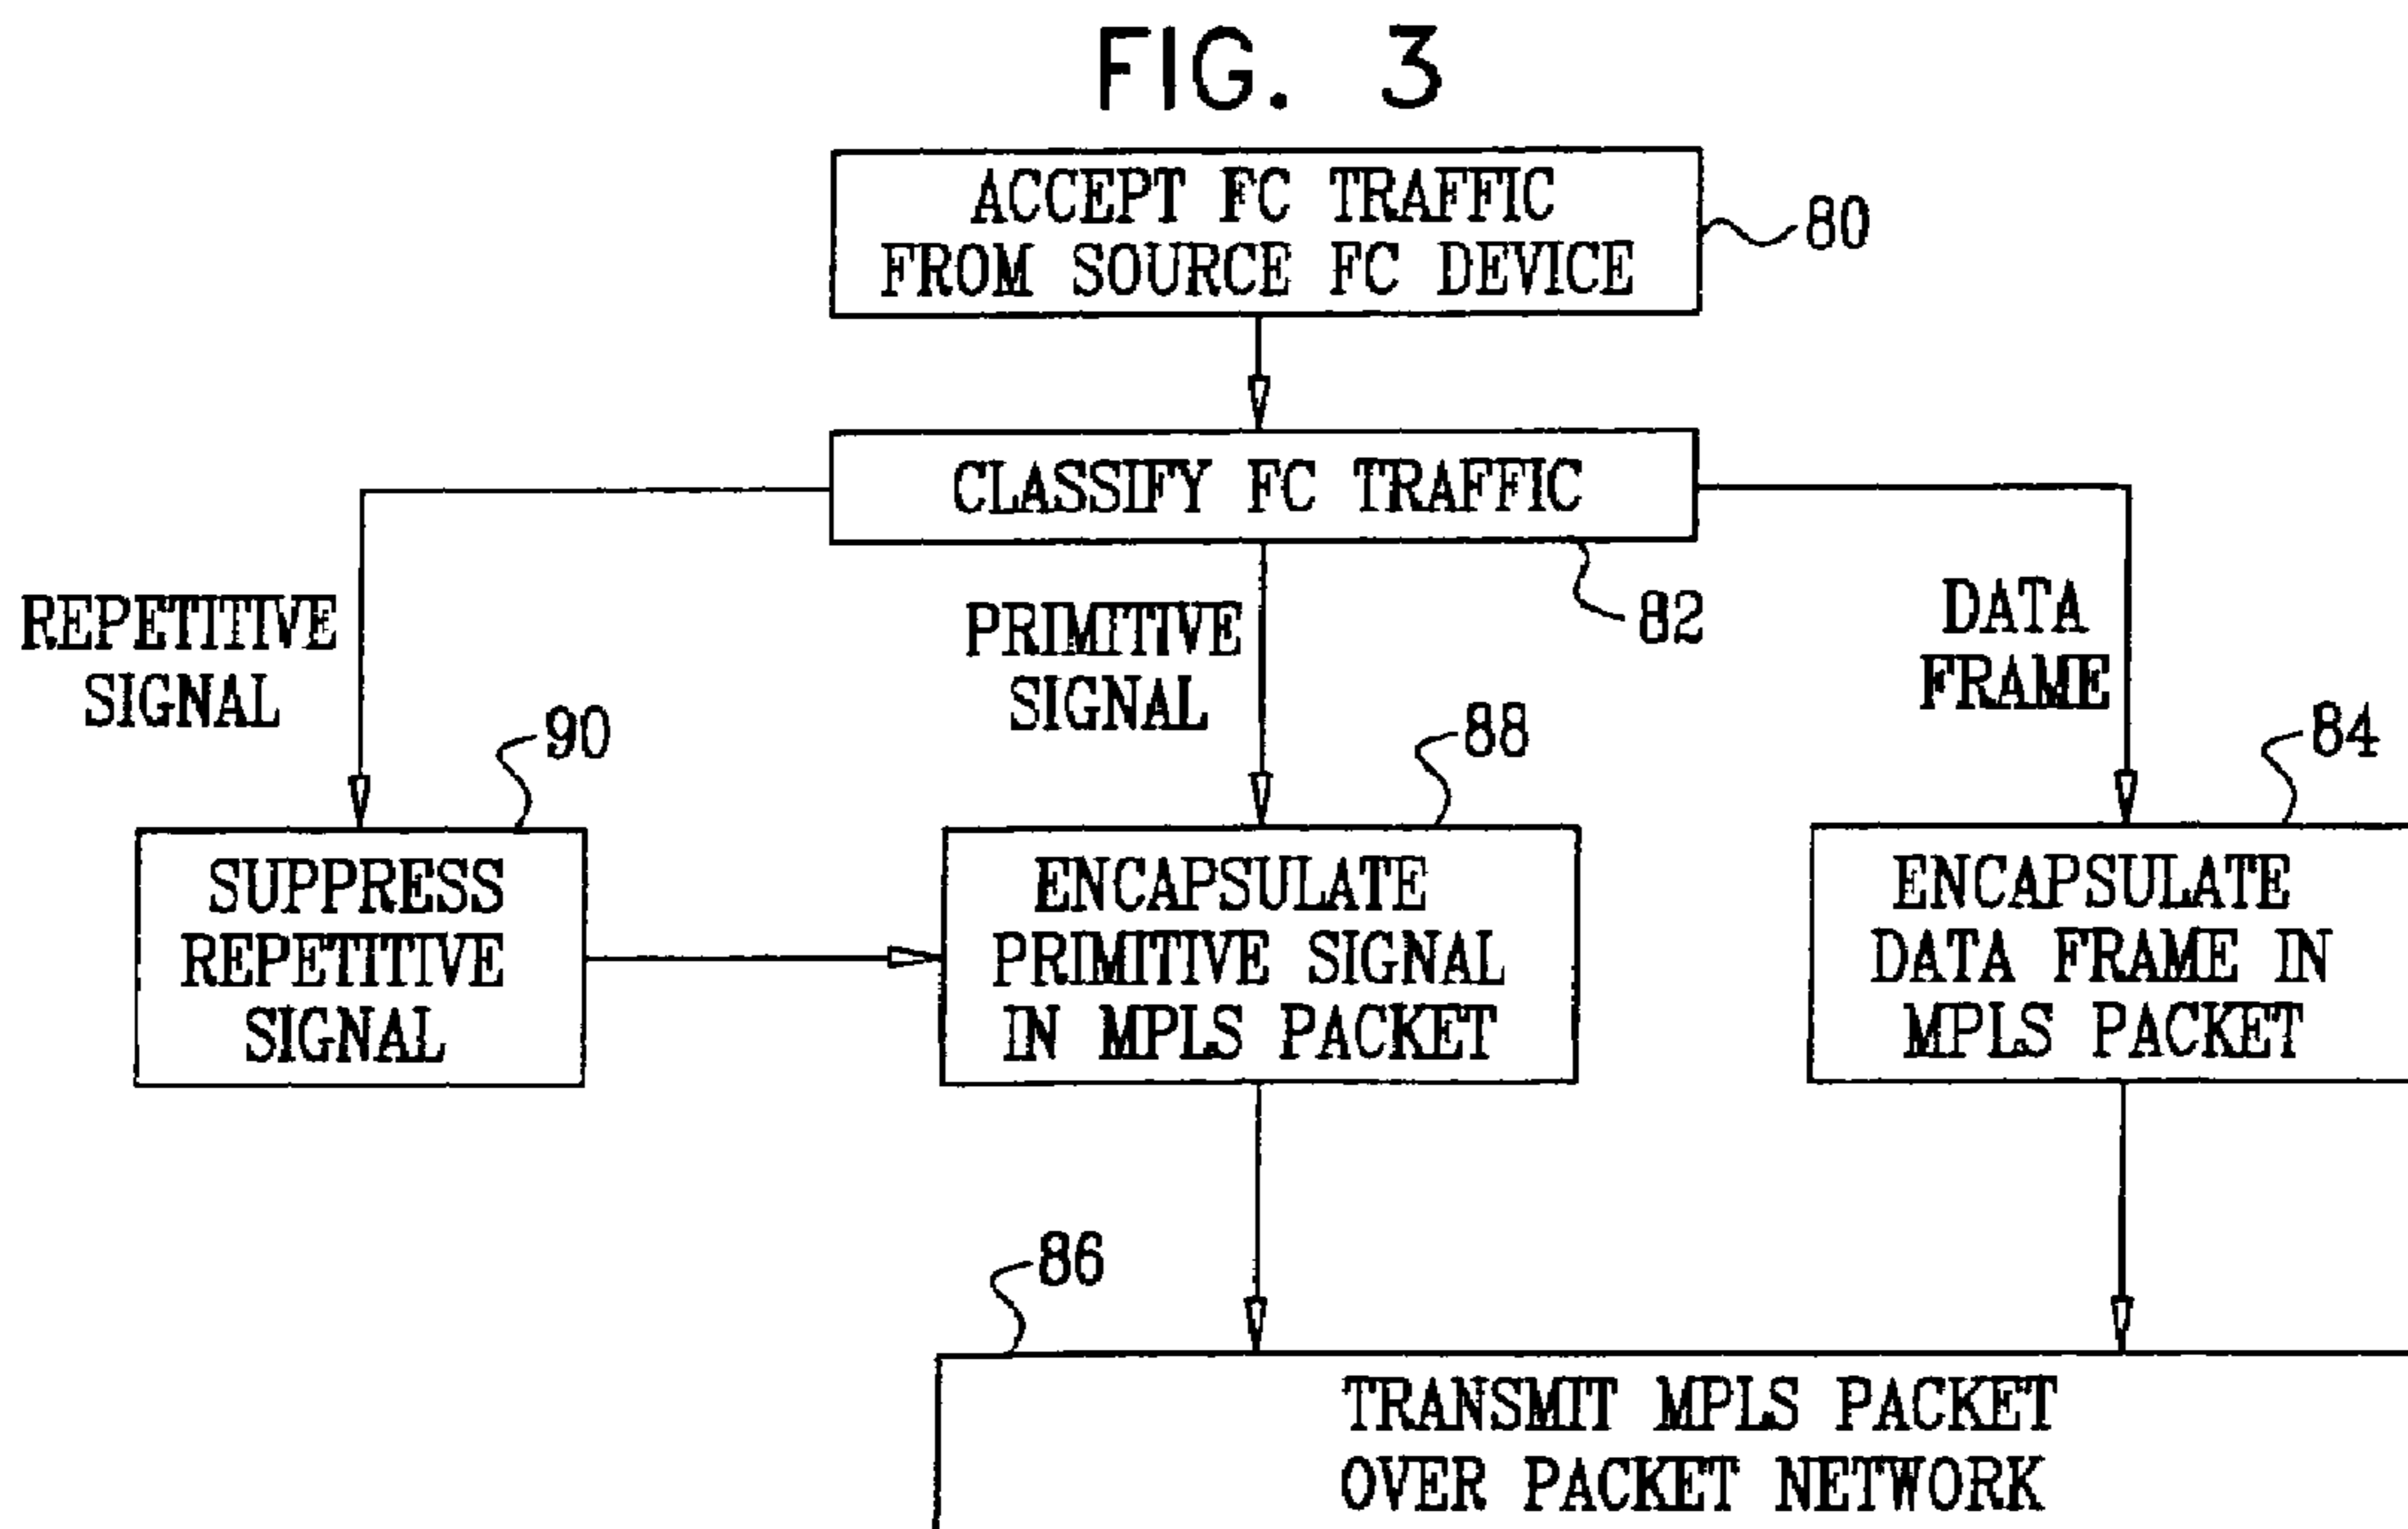 FIG. 3
ACCEPT FC TRAFFIC
FROM SOURCE FC DEVICE
80
CLASSIFY FC TRAFFIC
82
REPETITIVE
SIGNAL
PRIMITIVE
SIGNAL
DATA
FRAME
90
88
84
SUPPRESS
REPETITIVE
SIGNAL
ENCAPSULATE
PRIMITIVE SIGNAL
IN MPLS PACKET
ENCAPSULATE
DATA FRAME IN
MPLS PACKET
86
TRANSMIT MPLS PACKET
OVER PACKET NETWORK